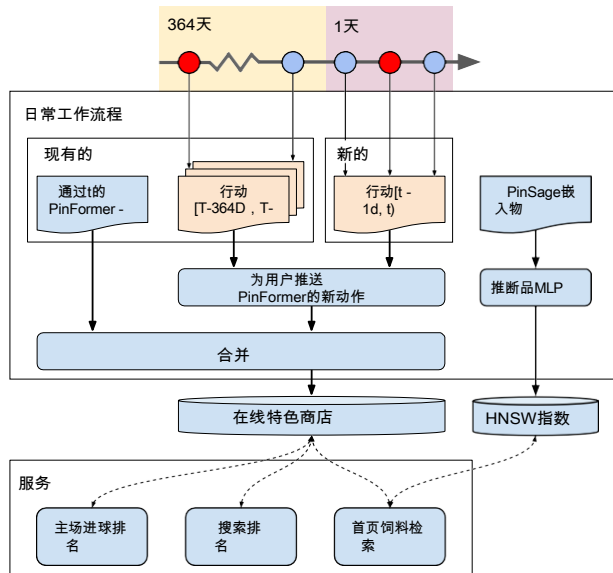 364天
1天
日常工作流程
现有的
新的
通过t的
PinFormer -
行动
[T-364D，T-
行动[t -
1d, t)
PinSage嵌
入物
为用户推送
PinFormer的新动作
推断品MLP
合并
在线特色商店
HNSW指数
服务
主场进球排
名
搜索排
名
首页饲料检
索